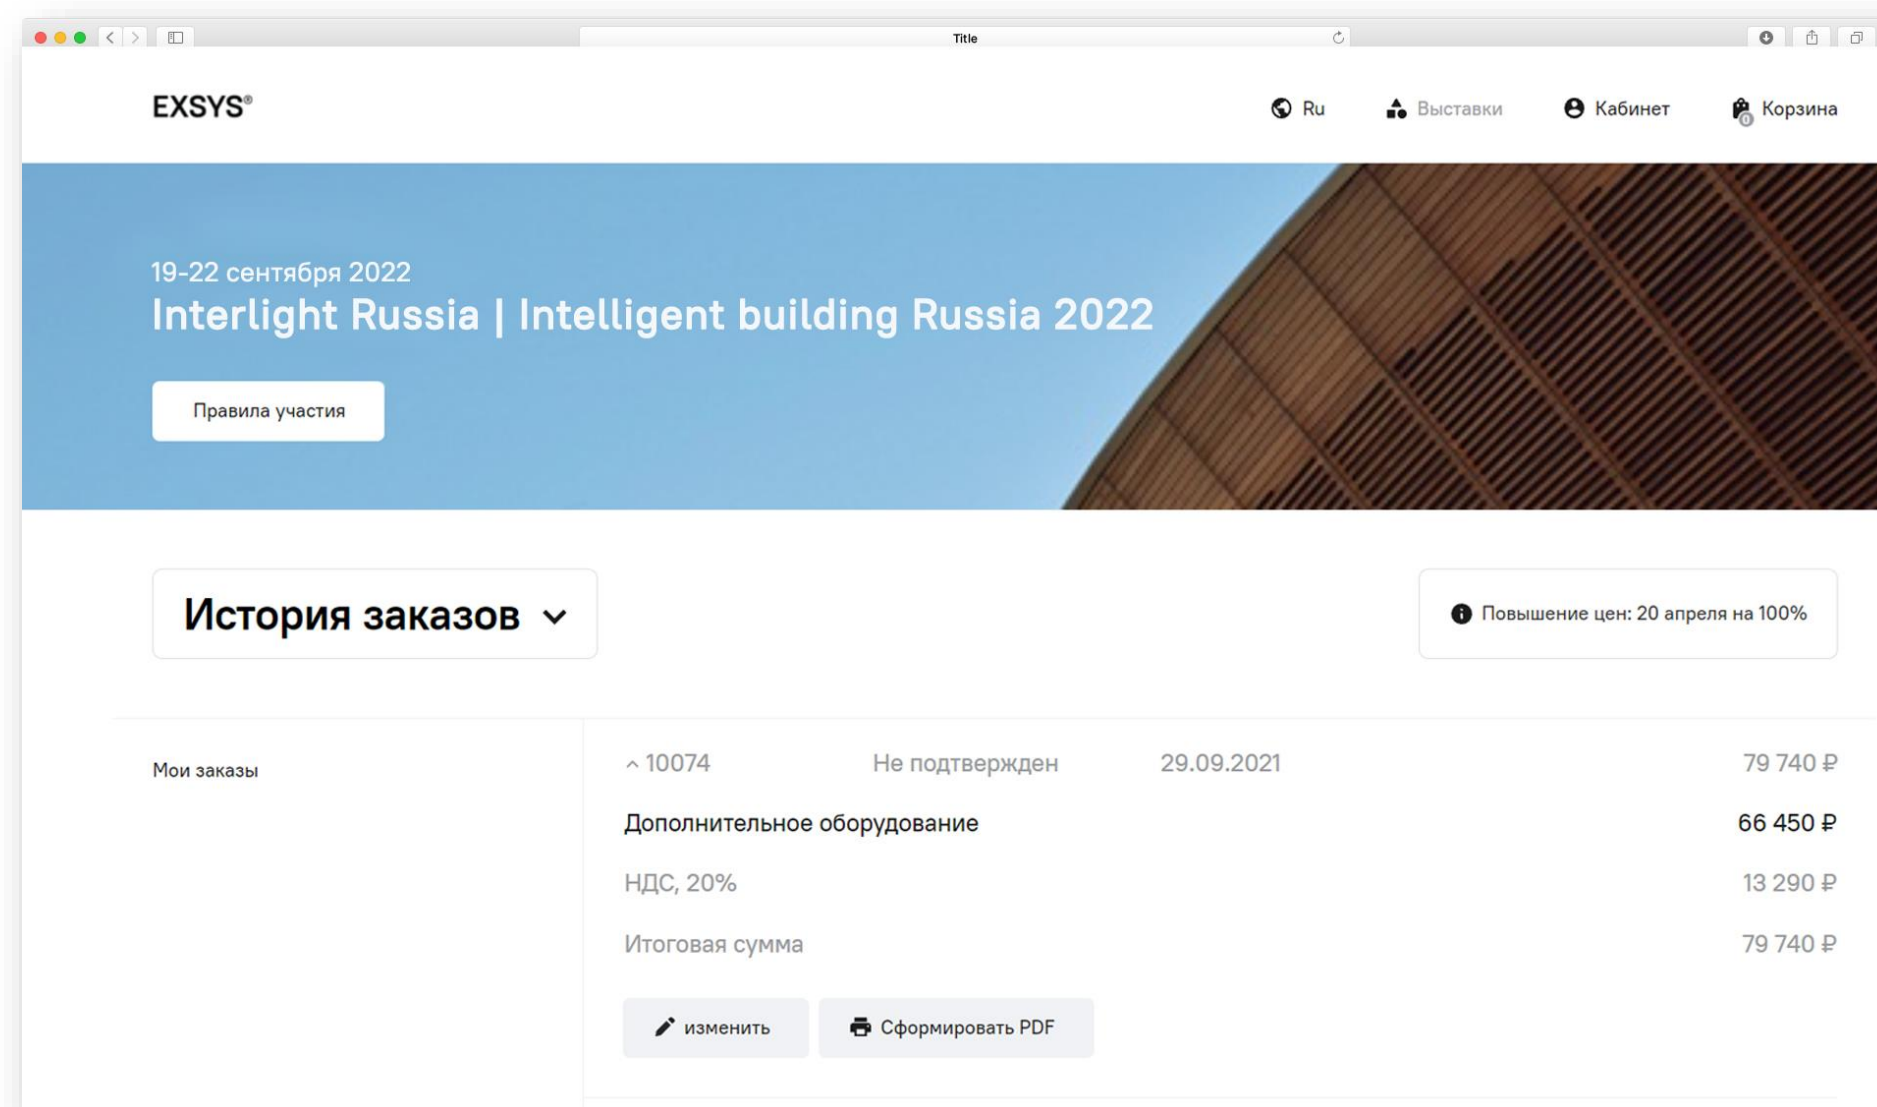 Title
EXSYS®
Ru
Выставки
Кабинет
0
Корзина
19-22 сентября 2022
Interlight Russia | Intelligent building Russia 2022
Правила участия
История заказов
Повышение цен: 20 апреля на 100%
Мои заказы
10074 Не подтвержден 29.09.2021 79 740 ₽
Дополнительное оборудование 66 450 ₽
НДС, 20% 13 290 ₽
Итоговая сумма 79 740 ₽
изменить
Сформировать PDF